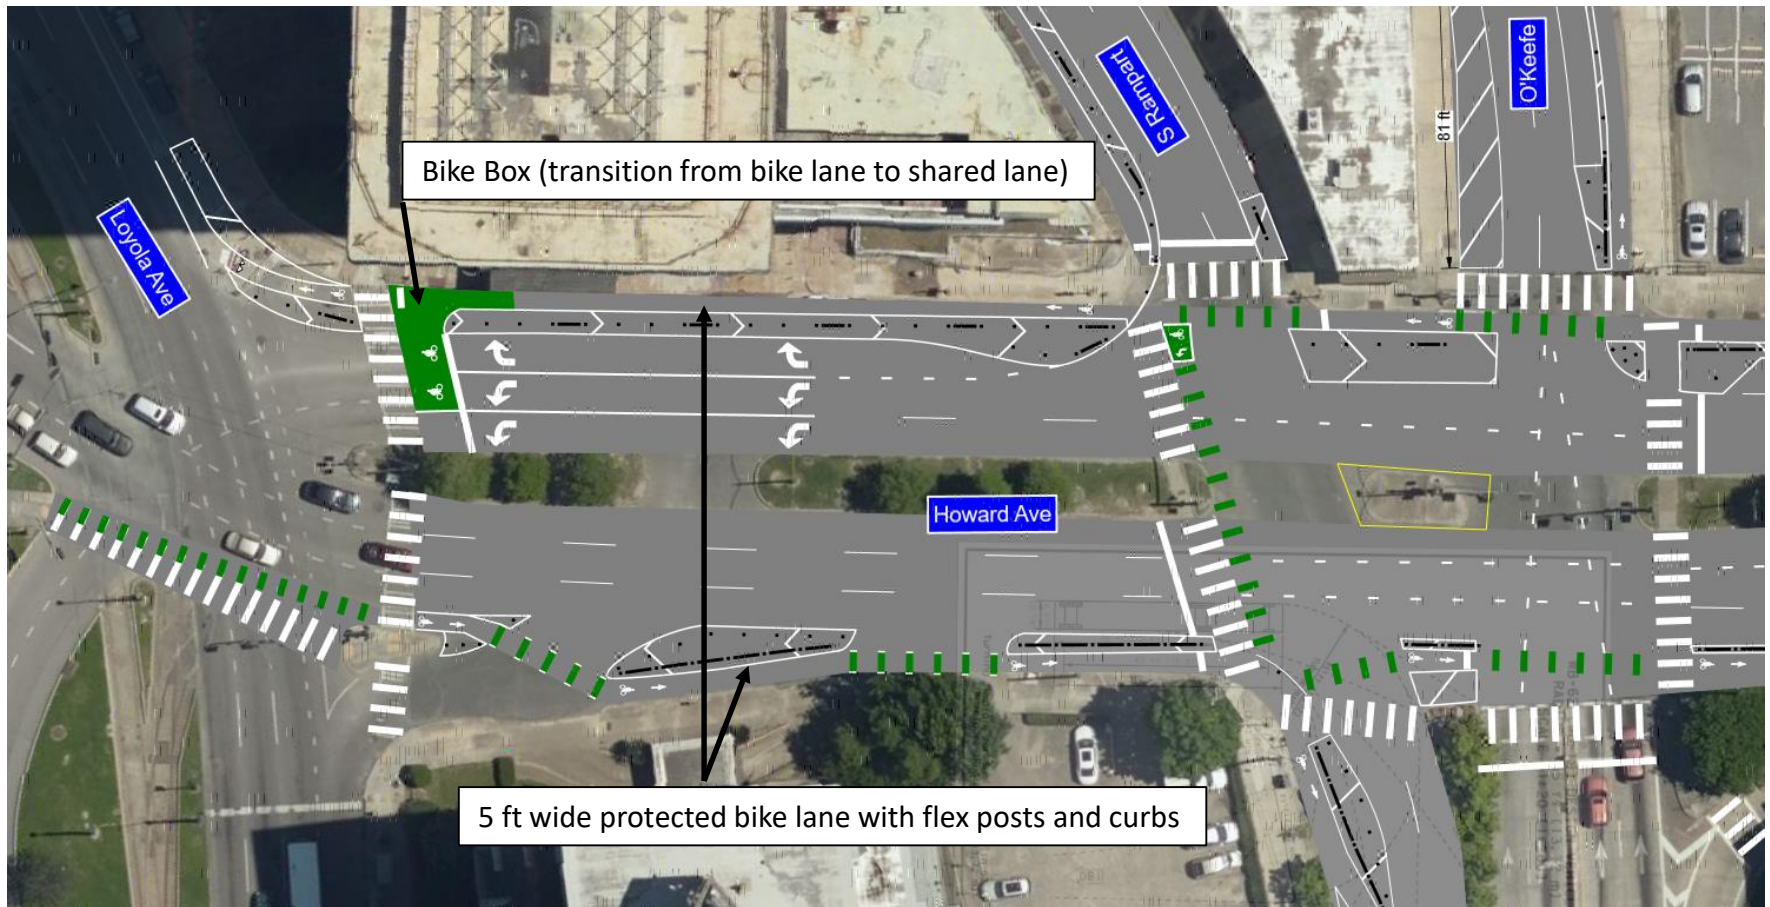 O'Keefe
S Rampart
81 ft
Bike Box (transition from bike lane to shared lane)
Loyola Ave
Howard Ave
5 ft wide protected bike lane with flex posts and curbs